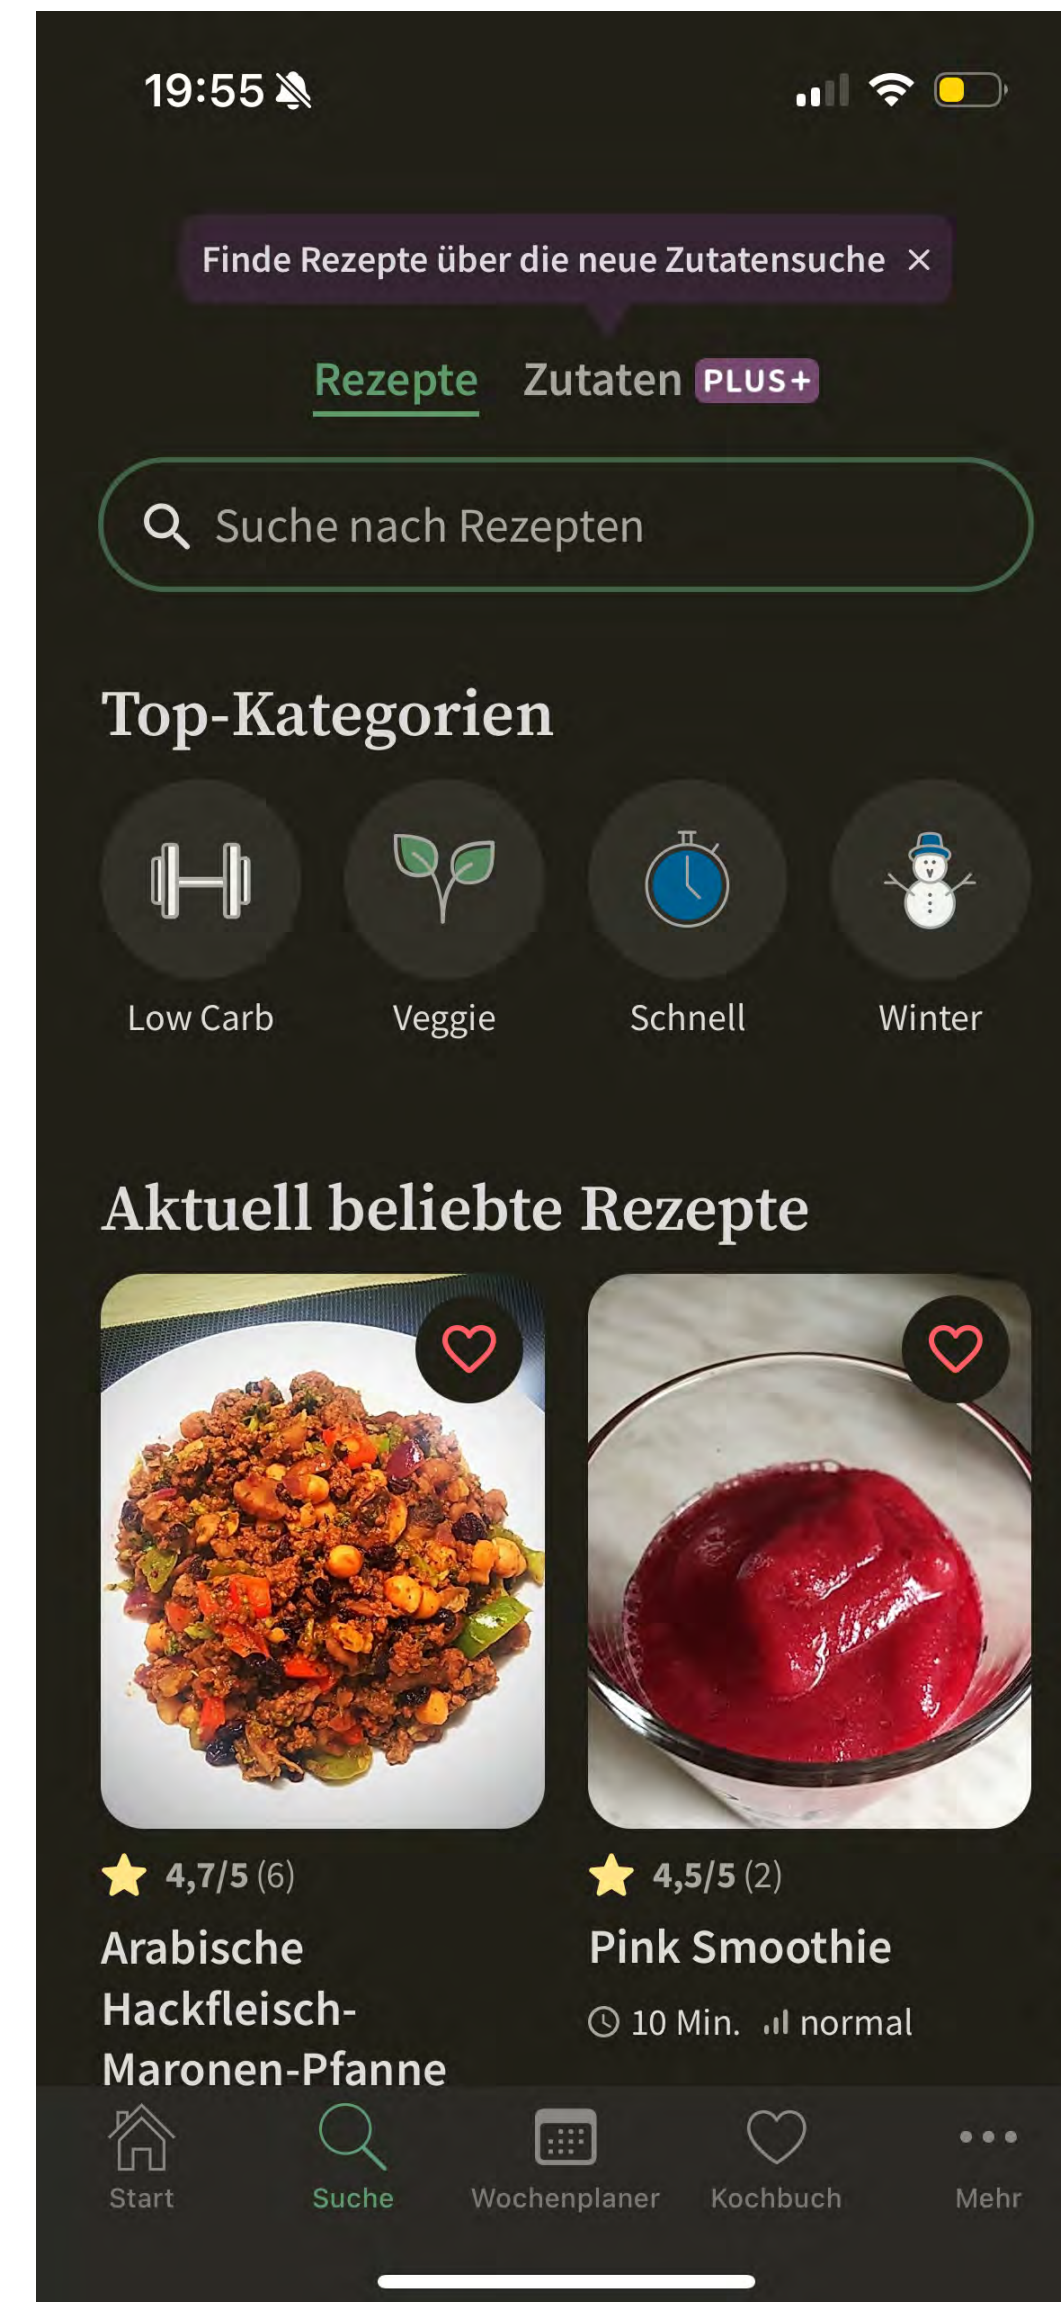 19:55
Finde Rezepte über die neue Zutatensuche
Rezepte Zutaten PLUS+
Suche nach Rezepten
Top-Kategorien
Low Carb Veggie Schnell Winter
Aktuell beliebte Rezepte
4,7/5 (6)
Arabische
Hackfleisch-
Maronen-Pfanne
4,5/5 (2)
Pink Smoothie
10 Min. normal
Start Suche Wochenplaner Kochbuch Mehr